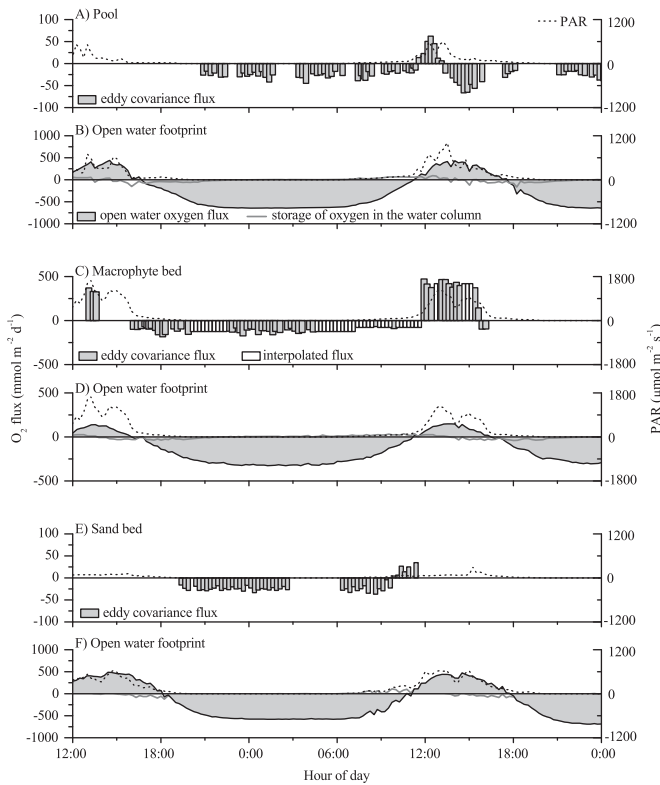 A) Pool
PAR
100
50
0
-50
-100
1200
0
-1200
eddy covariance flux
B) Open water footprint
1000
500
0
-500
-1000
1200
0
-1200
open water oxygen flux
storage of oxygen in the water column
C) Macrophyte bed
500
0
-500
1800
0
-1800
eddy covariance flux
interpolated flux
D) Open water footprint
500
0
-500
1800
0
-1800
O₂ flux (mmol m⁻² d⁻¹)
PAR (µmol m⁻² s⁻¹)
E) Sand bed
100
50
0
-50
-100
1200
0
-1200
eddy covariance flux
F) Open water footprint
1000
500
0
-500
-1000
1200
0
-1200
12:00 18:00 0:00 06:00 12:00 18:00 0:00
Hour of day